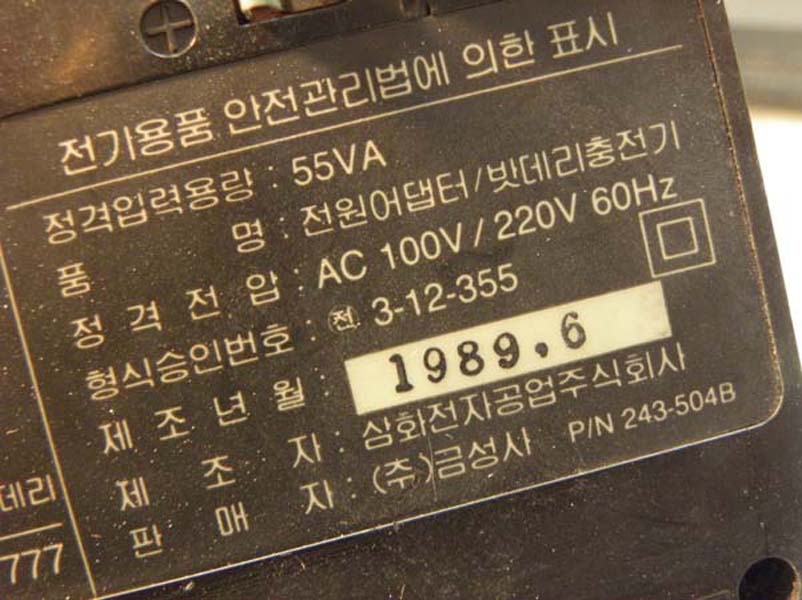 전기용품 안전관리법에 의한 표시
정격입력용량 : 55VA
품 명 : 전원어댑터/밧데리충전기
정 격 전 압 : AC 100V / 220V 60Hz
형식승인번호 : 전 3-12-355
제 조 년 월 : 1989.6
제 조 자 : 삼화전자공업주식회사
판 매 자 : (주)금성사 P/N 243-504B
데리
777